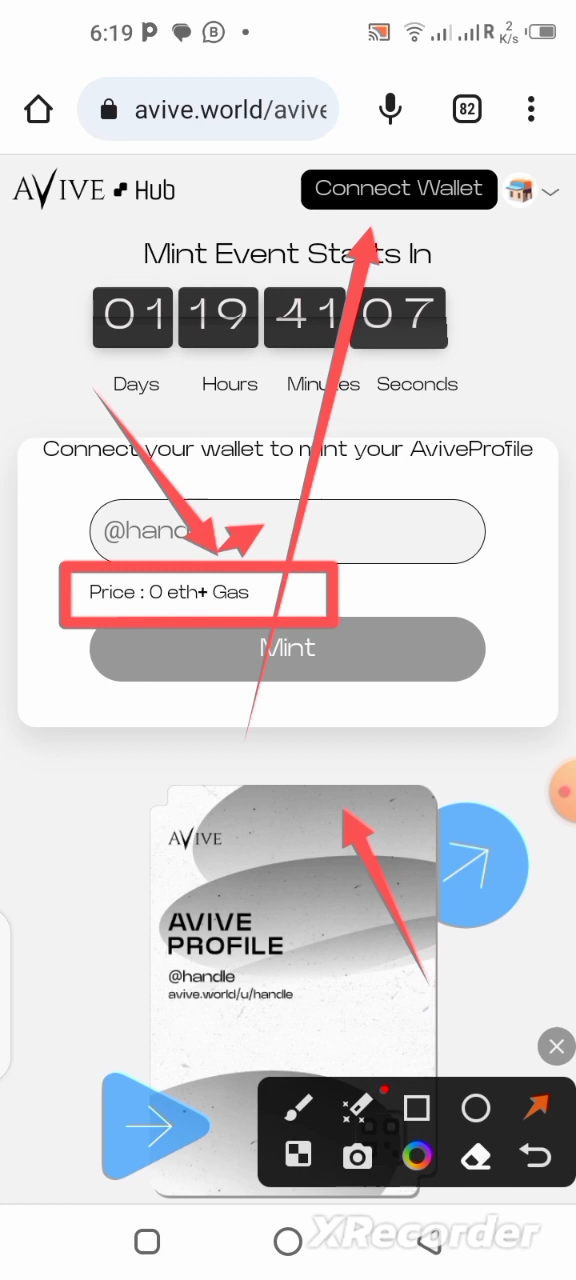 6:19
R 2 K/s
avive.world/avive
82
AVIVE Hub
Connect Wallet
Mint Event Starts In
01 19 41 07
Days Hours Minutes Seconds
Connect your wallet to mint your AviveProfile
@handle
Price : 0 eth+ Gas
Mint
AVIVE
AVIVE
PROFILE
@handle
avive.world/u/handle
XRecorder